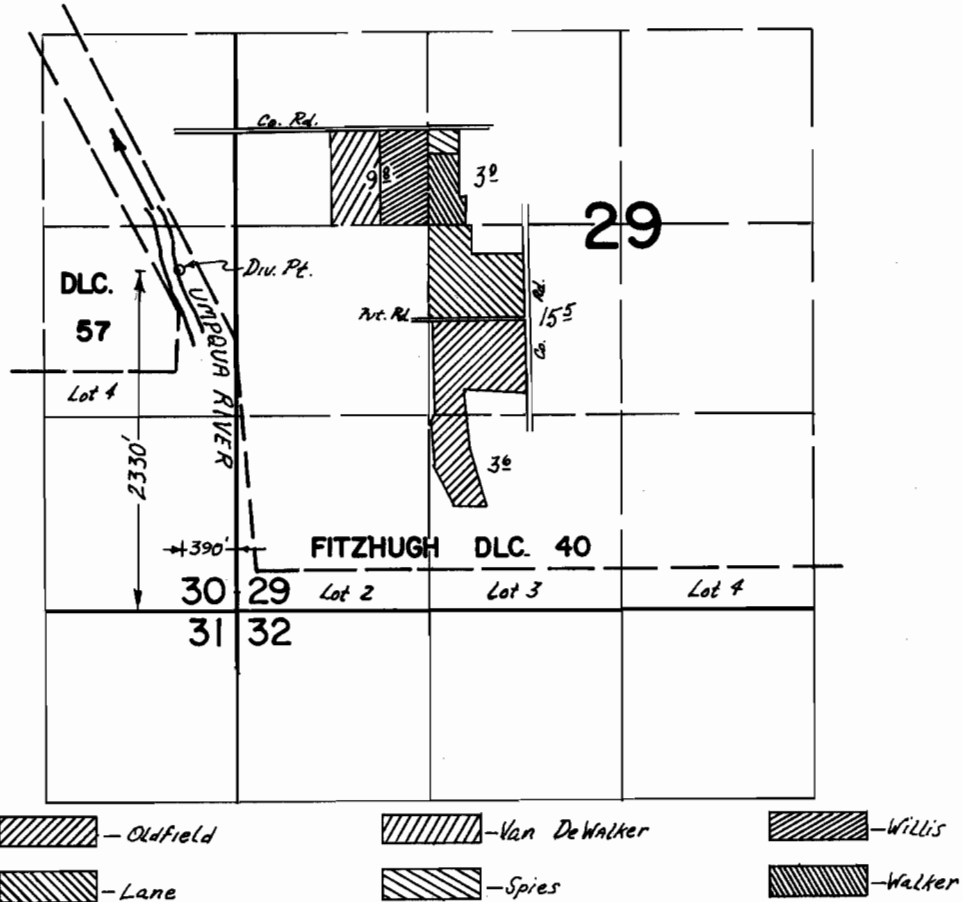 Co. Rd.
9 8
3 9
29
DLC.
57
Div. Pt.
UMPQUA RIVER
Pvt. Rd.
15 5
Co. Rd.
Lot 4
2330'
3 6
390'
FITZHUGH DLC. 40
30 29 Lot 2 Lot 3 Lot 4
31 32
— Oldfield — Van DeWalker — Willis
— Lane — Spies — Walker